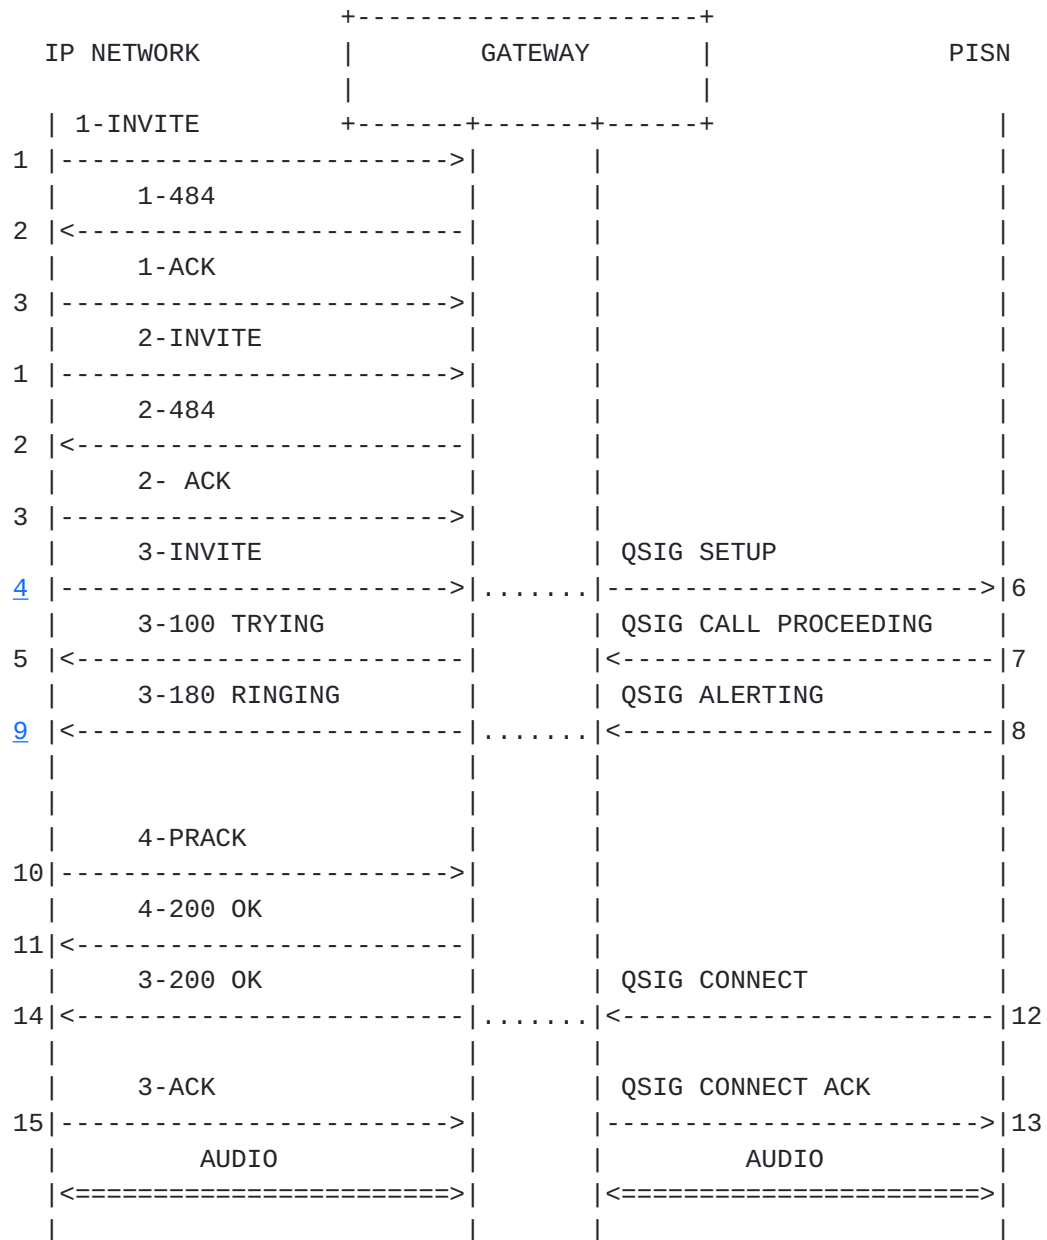 +----------------------+
  IP NETWORK         |        GATEWAY       |               PISN
                     |                      |
  | 1-INVITE         +-------+-------+------+                  |
1 |------------------------->|       |                         |
  |     1-484                |       |                         |
2 |<-------------------------|       |                         |
  |     1-ACK                |       |                         |
3 |------------------------->|       |                         |
  |     2-INVITE             |       |                         |
1 |------------------------->|       |                         |
  |     2-484                |       |                         |
2 |<-------------------------|       |                         |
  |     2- ACK               |       |                         |
3 |------------------------->|       |                         |
  |     3-INVITE             |       | QSIG SETUP              |
4 |------------------------->|.......|------------------------>|6
  |     3-100 TRYING         |       | QSIG CALL PROCEEDING    |
5 |<-------------------------|       |<------------------------|7
  |     3-180 RINGING        |       | QSIG ALERTING           |
9 |<-------------------------|.......|<------------------------|8
  |                          |       |                         |
  |                          |       |                         |
  |     4-PRACK              |       |                         |
10|------------------------->|       |                         |
  |     4-200 OK             |       |                         |
11|<-------------------------|       |                         |
  |     3-200 OK             |       | QSIG CONNECT            |
14|<-------------------------|.......|<------------------------|12
  |                          |       |                         |
  |     3-ACK                |       | QSIG CONNECT ACK        |
15|------------------------->|       |------------------------>|13
  |         AUDIO            |       |         AUDIO           |
  |<========================>|       |<=======================>|
  |                          |       |                         |